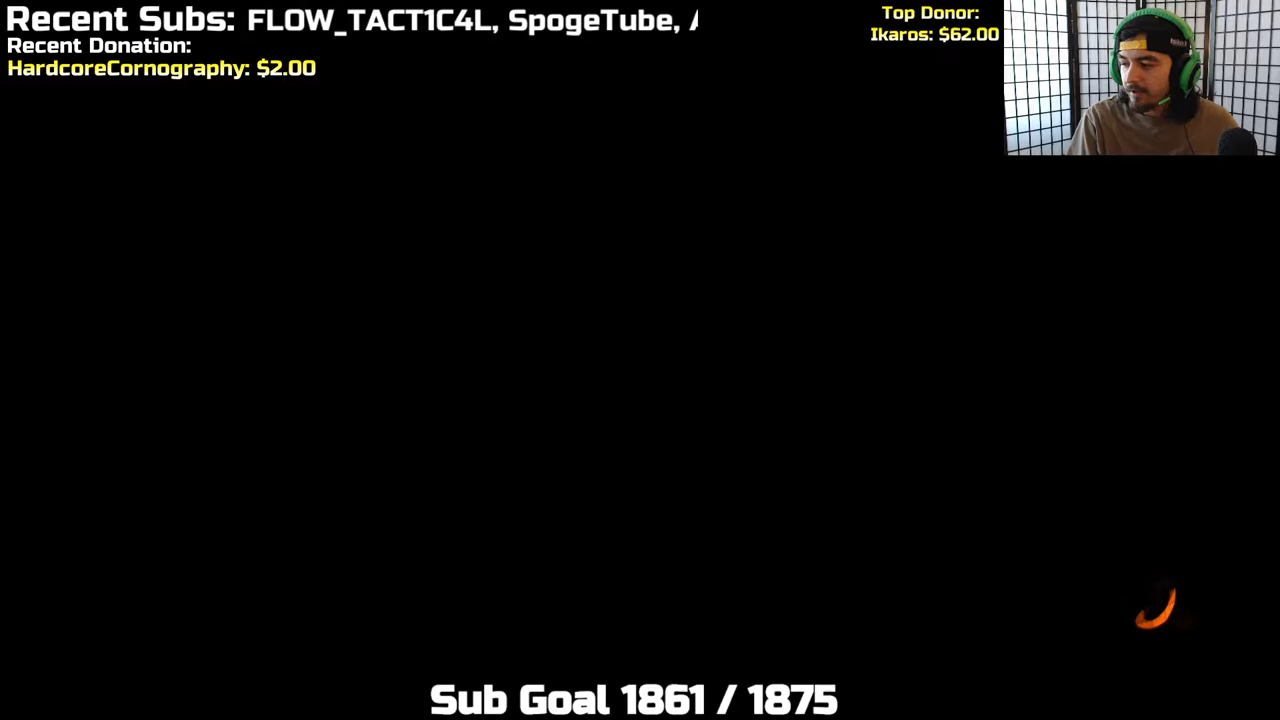 Recent Subs: FLOW_TACT1C4L, SpogeTube,
Recent Donation:
HardcoreCornography: $2.00
Top Donor:
Ikaros: $62.00
Sub Goal 1861 / 1875